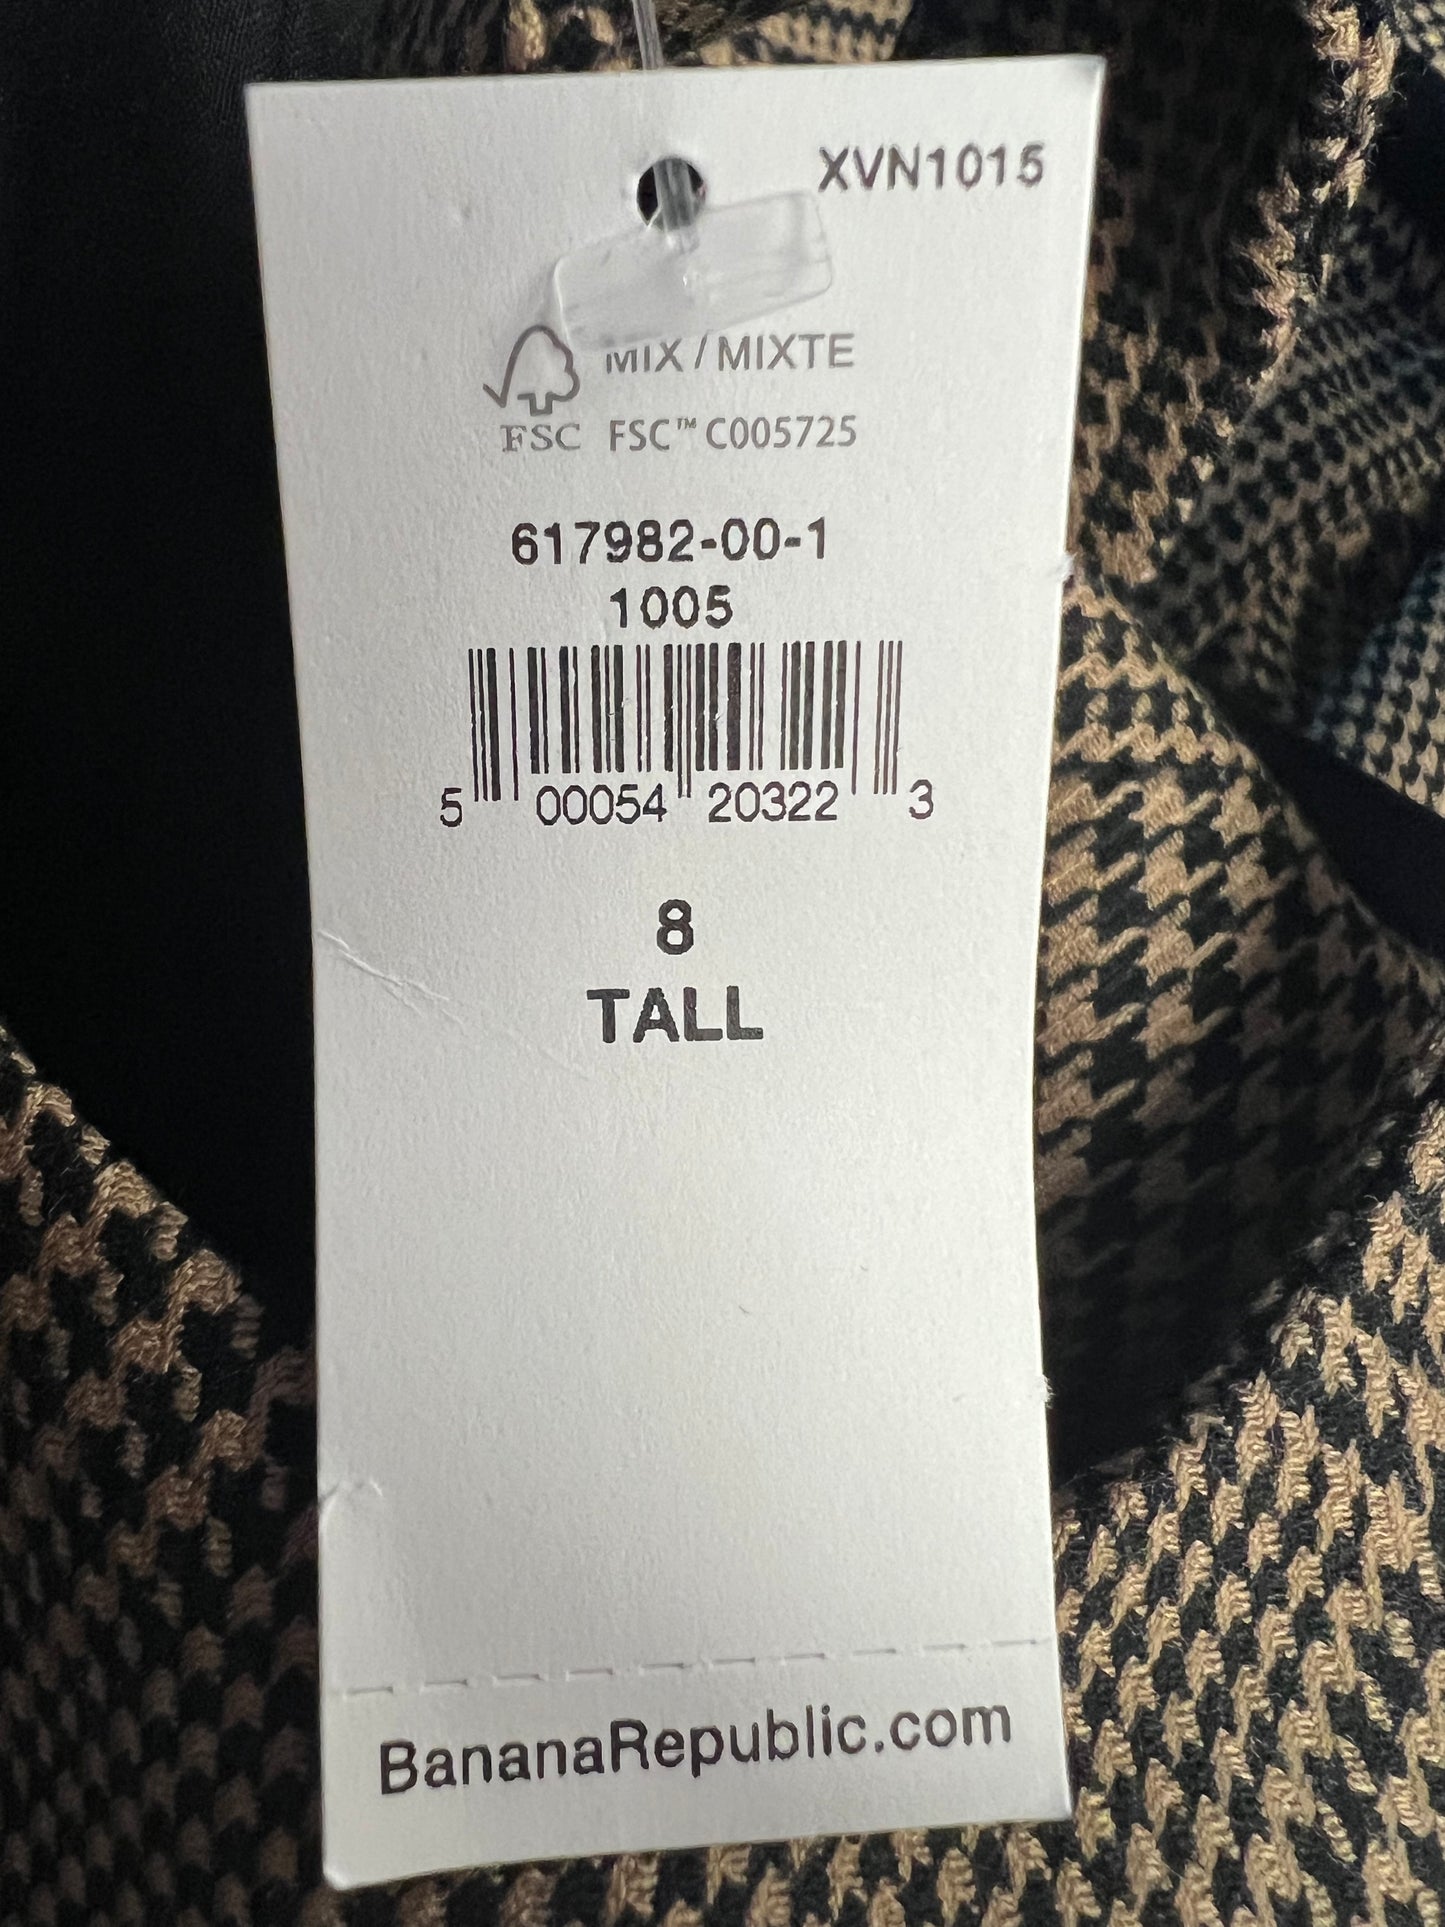 XVN1015
MIX / MIXTE
FSC FSC™ C005725
617982-00-1
1005
5 00054 20322 3
8
TALL
BananaRepublic.com